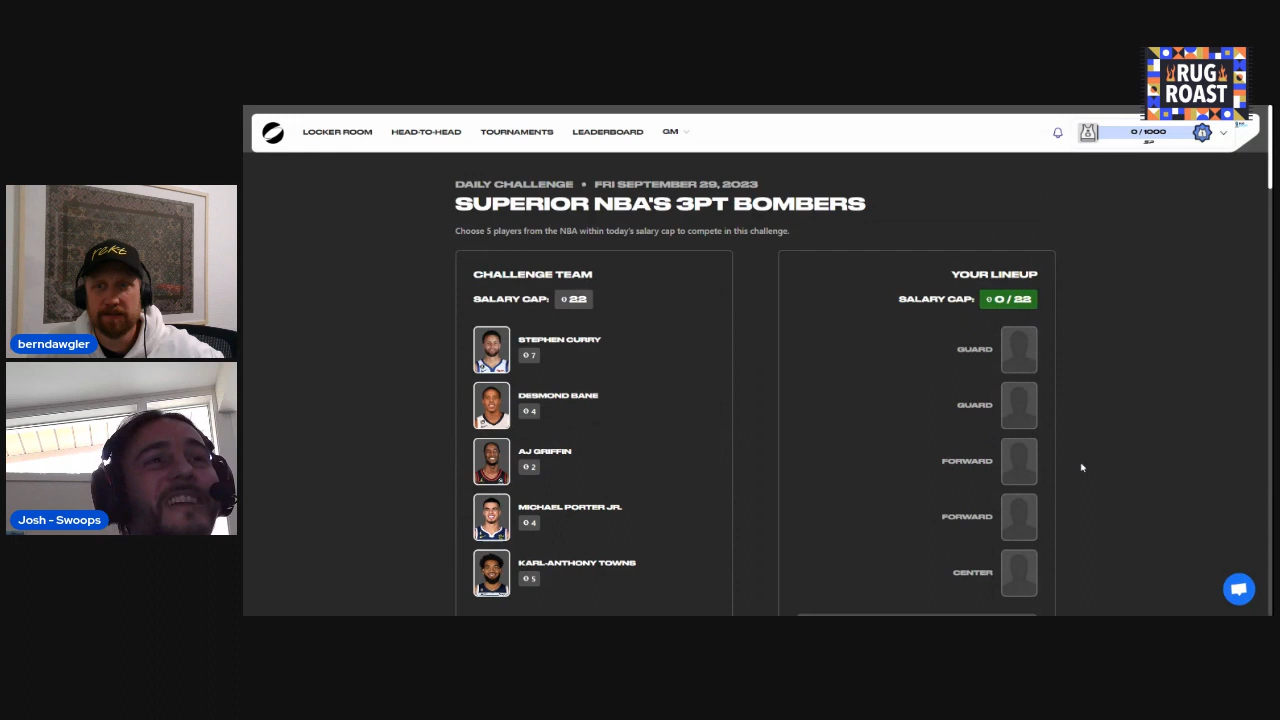 RUG
ROAST
LOCKER ROOM HEAD-TO-HEAD TOURNAMENTS LEADERBOARD GM
0 / 1000
SP
DAILY CHALLENGE • FRI SEPTEMBER 29, 2023
SUPERIOR NBA'S 3PT BOMBERS
Choose 5 players from the NBA within today's salary cap to compete in this challenge.
CHALLENGE TEAM
SALARY CAP: 22
STEPHEN CURRY
7
DESMOND BANE
4
AJ GRIFFIN
2
MICHAEL PORTER JR.
4
KARL-ANTHONY TOWNS
5
YOUR LINEUP
SALARY CAP: 0 / 22
GUARD
GUARD
FORWARD
FORWARD
CENTER
rekt
berndawgler
Josh - Swoops